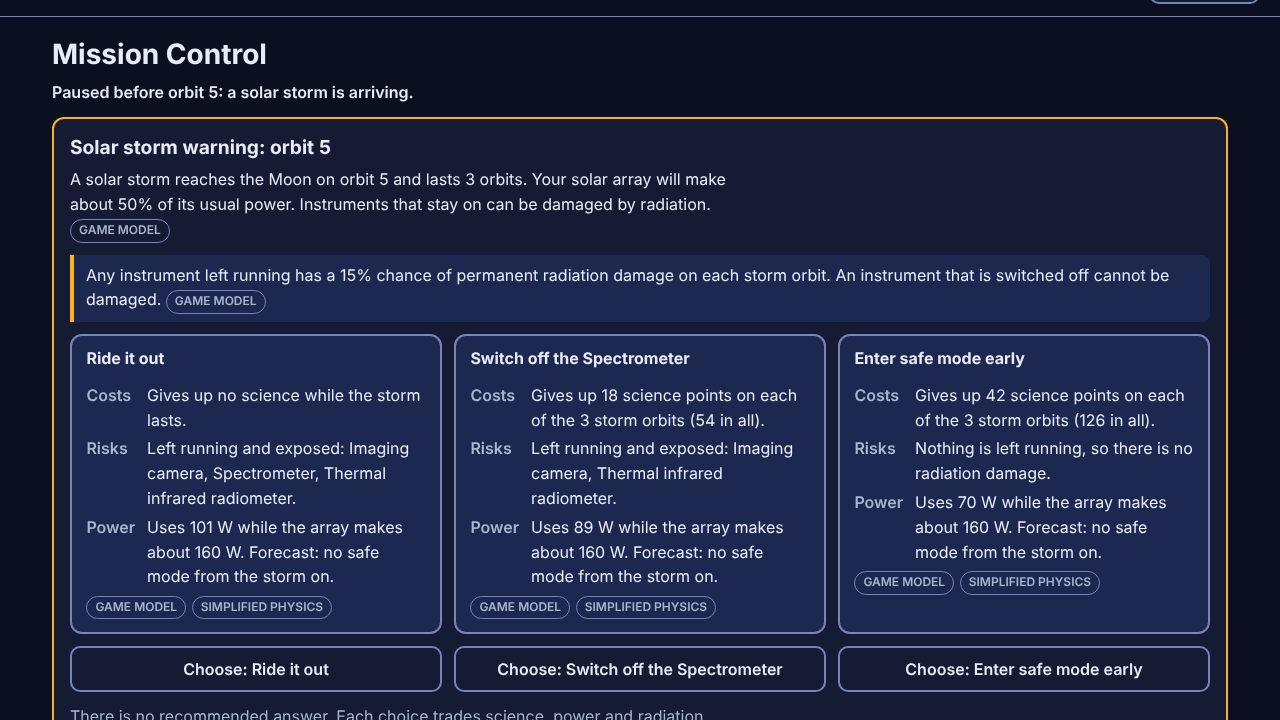 Mission Control
Paused before orbit 5: a solar storm is arriving.
Solar storm warning: orbit 5
A solar storm reaches the Moon on orbit 5 and lasts 3 orbits. Your solar array will make
about 50% of its usual power. Instruments that stay on can be damaged by radiation.
GAME MODEL
Any instrument left running has a 15% chance of permanent radiation damage on each storm orbit. An instrument that is switched off cannot be
damaged. GAME MODEL
Ride it out
Costs Gives up no science while the storm
lasts.
Risks Left running and exposed: Imaging
camera, Spectrometer, Thermal
infrared radiometer.
Power Uses 101 W while the array makes
about 160 W. Forecast: no safe
mode from the storm on.
GAME MODEL SIMPLIFIED PHYSICS
Switch off the Spectrometer
Costs Gives up 18 science points on each
of the 3 storm orbits (54 in all).
Risks Left running and exposed: Imaging
camera, Thermal infrared
radiometer.
Power Uses 89 W while the array makes
about 160 W. Forecast: no safe
mode from the storm on.
GAME MODEL SIMPLIFIED PHYSICS
Enter safe mode early
Costs Gives up 42 science points on each
of the 3 storm orbits (126 in all).
Risks Nothing is left running, so there is no
radiation damage.
Power Uses 70 W while the array makes
about 160 W. Forecast: no safe
mode from the storm on.
GAME MODEL SIMPLIFIED PHYSICS
Choose: Ride it out
Choose: Switch off the Spectrometer
Choose: Enter safe mode early
There is no recommended answer. Each choice trades science, power and radiation